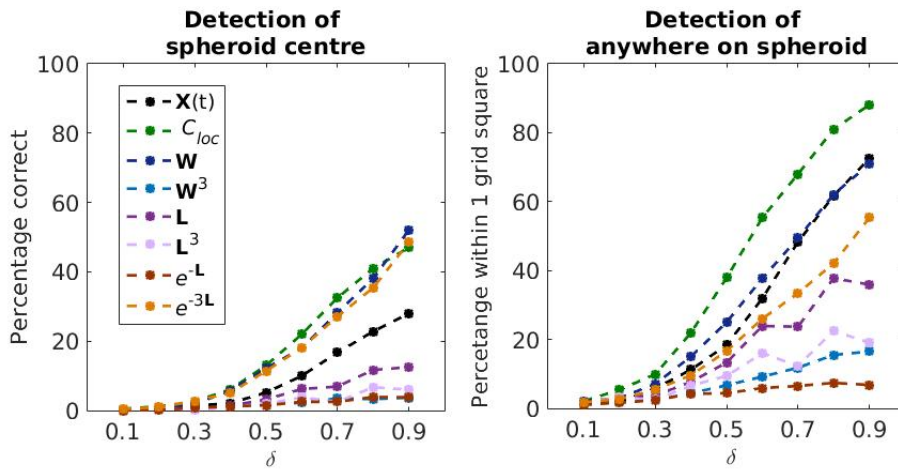 Detection of
spheroid centre
100
80
60
40
20
0
Percentage correct
X(t)
C_loc
W
W³
L
L³
e^-L
e^-3L
0.1 0.3 0.5 0.7 0.9
δ
Detection of
anywhere on spheroid
100
80
60
40
20
0
Percetange within 1 grid square
0.1 0.3 0.5 0.7 0.9
δ